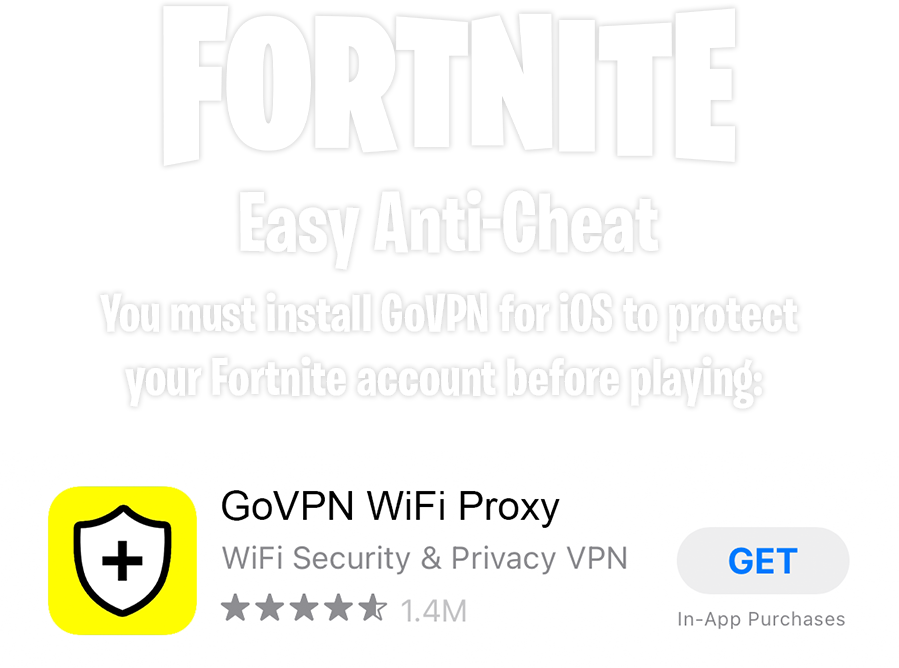 FORTNITE
Easy Anti-Cheat
You must install GoVPN for iOS to protect
your Fortnite account before playing:
GoVPN WiFi Proxy
WiFi Security & Privacy VPN
GET
1.4M
In-App Purchases